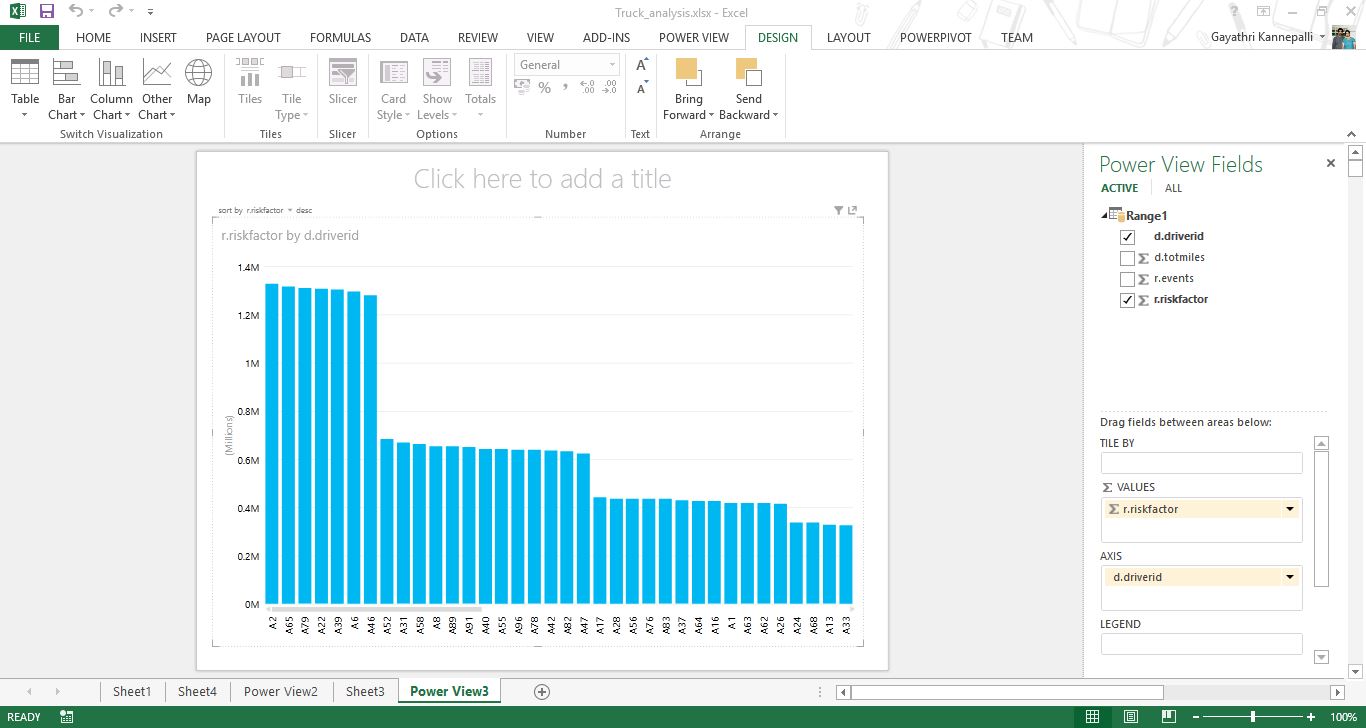 Truck_analysis.xlsx - Excel
FILE HOME INSERT PAGE LAYOUT FORMULAS DATA REVIEW VIEW ADD-INS POWER VIEW DESIGN LAYOUT POWERPIVOT TEAM Gayathri Kannepalli
Table Bar Chart Column Chart Other Chart Map Tiles Tile Type Slicer Card Style Show Levels Totals General % , Bring Forward Send Backward
Switch Visualization Tiles Slicer Options Number Text Arrange
Click here to add a title
sort by r.riskfactor desc
r.riskfactor by d.driverid
1.4M
1.2M
1M
0.8M
0.6M
0.4M
0.2M
0M
(Millions)
A2 A65 A79 A22 A39 A6 A46 A52 A31 A58 A8 A89 A91 A40 A55 A96 A78 A42 A82 A47 A17 A28 A56 A76 A83 A37 A64 A16 A1 A63 A62 A26 A24 A68 A13 A33
Power View Fields
ACTIVE ALL
Range1
d.driverid
Σ d.totmiles
Σ r.events
Σ r.riskfactor
Drag fields between areas below:
TILE BY
Σ VALUES
Σ r.riskfactor
AXIS
d.driverid
LEGEND
Sheet1 Sheet4 Power View2 Sheet3 Power View3
READY 100%